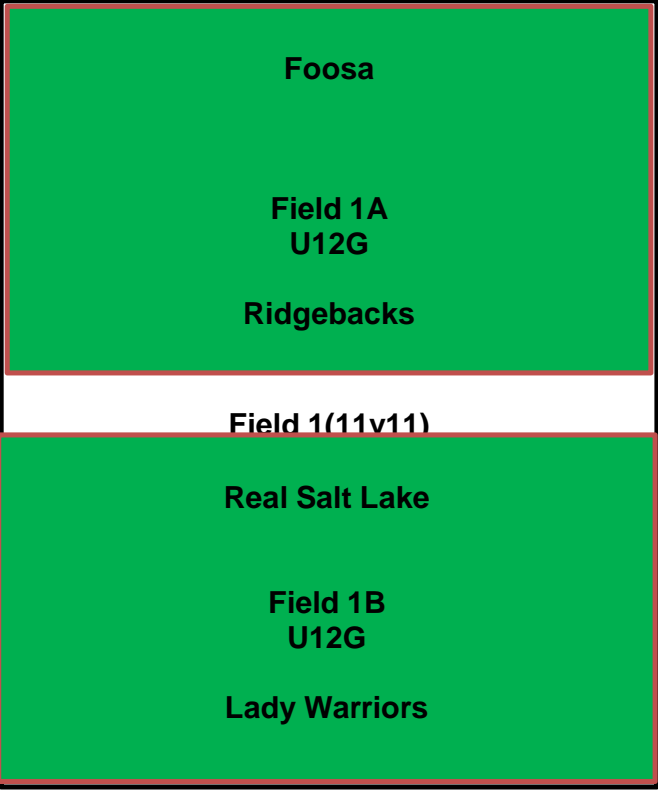 Foosa
Field 1A
U12G
Ridgebacks
Field 1(11v11)
Real Salt Lake
Field 1B
U12G
Lady Warriors